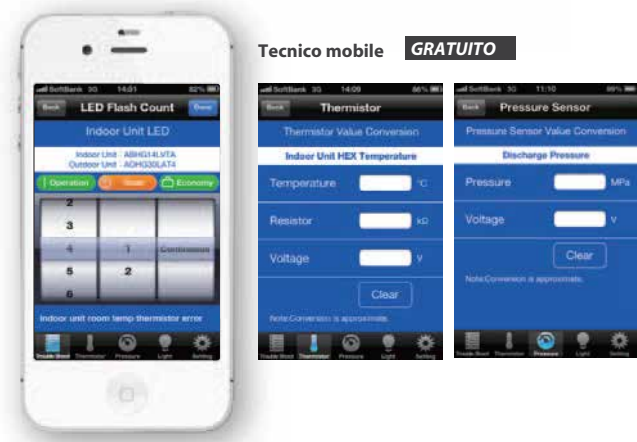 Tecnico mobile GRATUITO
SoftBank 3G 14:01 82%
Back LED Flash Count Done
Indoor Unit LED
Indoor Unit : ABHG14LVTA
Outdoor Unit : AOHG30LAT4
Operation Timer Economy
2
3
4 1 Continuous
5 2
6
Indoor unit room temp thermistor error
Trouble Shoot Thermistor Pressure Light Setting
SoftBank 3G 14:09 86%
Back Thermistor
Thermistor Value Conversion
Indoor Unit HEX Temperature
Temperature °C
Resistor kΩ
Voltage V
Clear
Note:Conversion is approximate.
Trouble Shoot Thermistor Pressure Light Setting
SoftBank 3G 11:10
Back Pressure Sensor
Pressure Sensor Value Conversion
Discharge Pressure
Pressure MPa
Voltage V
Clear
Note:Conversion is approximate.
Trouble Shoot Thermistor Pressure Light Setting